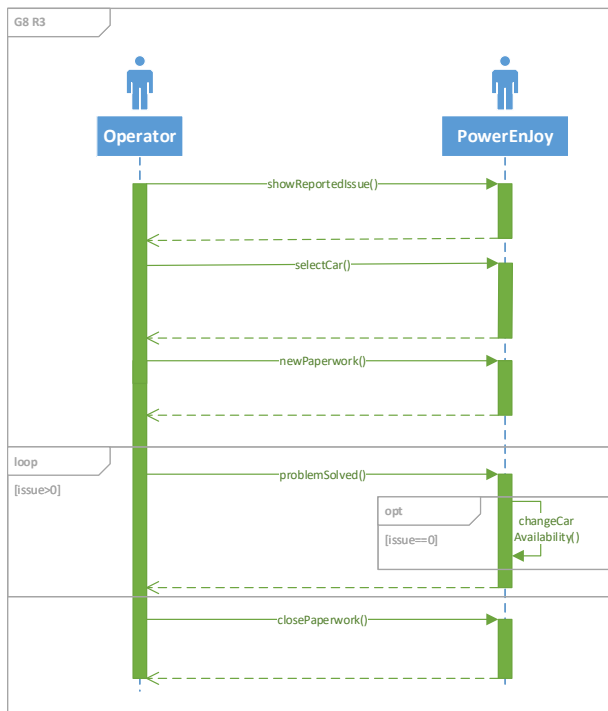 G8 R3
Operator
PowerEnJoy
showReportedIssue()
selectCar()
newPaperwork()
loop
[issue>0]
problemSolved()
opt
[issue==0]
changeCar
Availability()
closePaperwork()